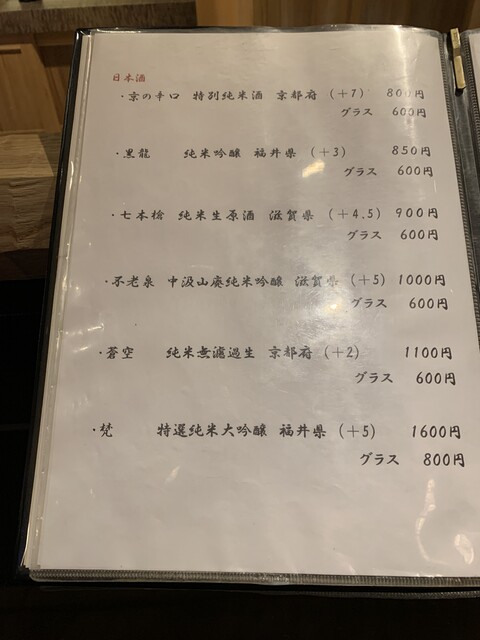 日本酒
・京の辛口 特別純米酒 京都府 (+1) 800円
グラス 600円
・黒龍 純米吟醸 福井県 (+3) 850円
グラス 600円
・七本槍 純米生原酒 滋賀県 (+4.5) 900円
グラス 600円
・不老泉 中汲山廃純米吟醸 滋賀県 (+5) 1000円
グラス 600円
・蒼空 純米無濾過生 京都府 (+2) 1100円
グラス 600円
・梵 特選純米大吟醸 福井県 (+5) 1600円
グラス 800円